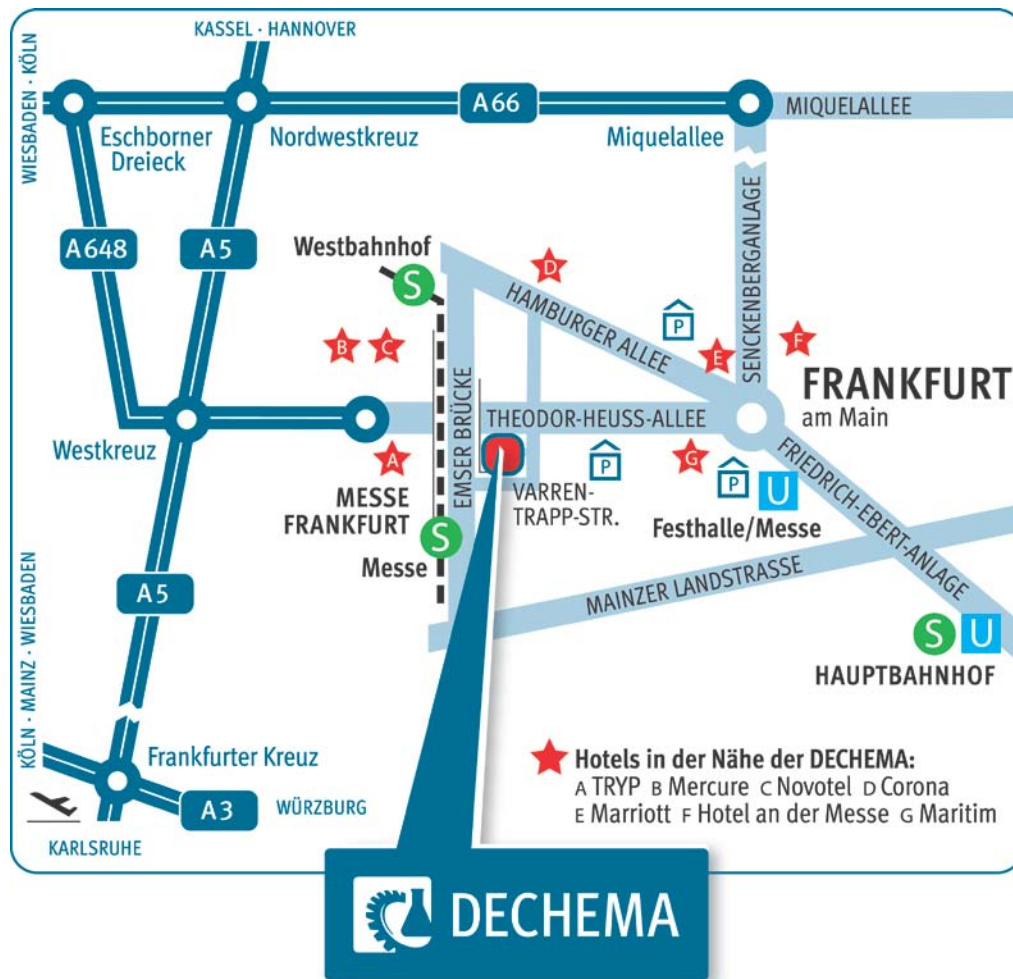 KASSEL · HANNOVER
WIESBADEN · KÖLN
A66
MIQUELALLEE
Eschborner
Dreieck
Nordwestkreuz
Miquelallee
SENCKENBERGANLAGE
A648
A5
Westbahnhof
S
D
HAMBURGER ALLEE
P
B
C
E
F
FRANKFURT
am Main
THEODOR-HEUSS-ALLEE
Westkreuz
EMSER BRÜCKE
A
G
P
P
U
MESSE
FRANKFURT
VARREN-
TRAPP-STR.
Festhalle/Messe
FRIEDRICH-EBERT-ANLAGE
S
Messe
MAINZER LANDSTRASSE
A5
KÖLN · MAINZ · WIESBADEN
S
U
HAUPTBAHNHOF
Frankfurter Kreuz
A3
WÜRZBURG
KARLSRUHE
Hotels in der Nähe der DECHEMA:
A TRYP B Mercure C Novotel D Corona
E Marriott F Hotel an der Messe G Maritim
DECHEMA